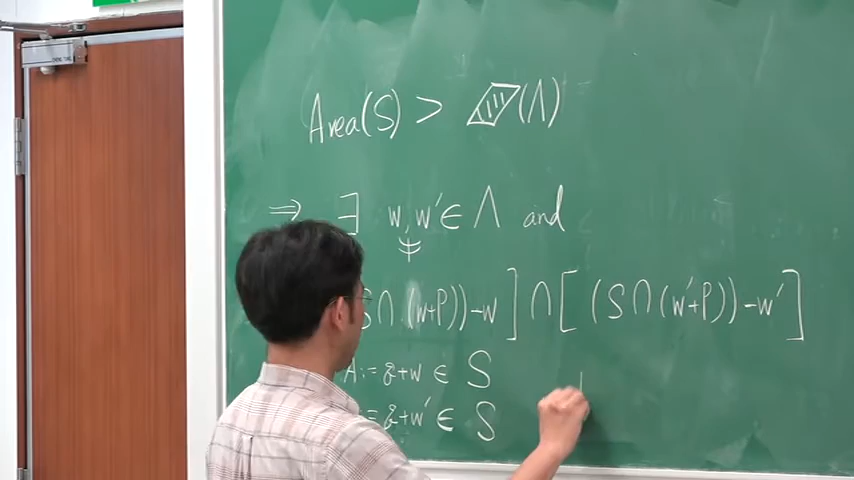 Area(S) > ▱(Λ)
⇒ ∃ w, w' ∈ Λ and
S∩(w+P))-w] ∩ [(S∩(w'+P))-w']
A := z+w ∈ S
:= z+w' ∈ S